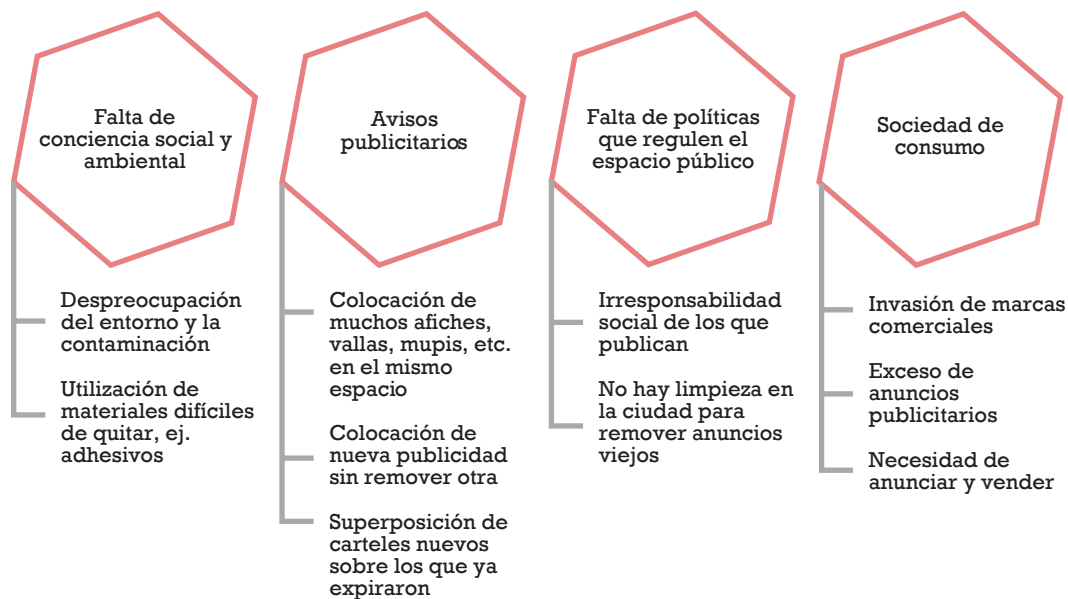 Falta de
conciencia social y
ambiental
Despreocupación
del entorno y la
contaminación
Utilización de
materiales difíciles
de quitar, ej.
adhesivos
Avisos
publicitarios
Colocación de
muchos afiches,
vallas, mupis, etc.
en el mismo
espacio
Colocación de
nueva publicidad
sin remover otra
Superposición de
carteles nuevos
sobre los que ya
expiraron
Falta de políticas
que regulen el
espacio público
Irresponsabilidad
social de los que
publican
No hay limpieza en
la ciudad para
remover anuncios
viejos
Sociedad de
consumo
Invasión de marcas
comerciales
Exceso de
anuncios
publicitarios
Necesidad de
anunciar y vender